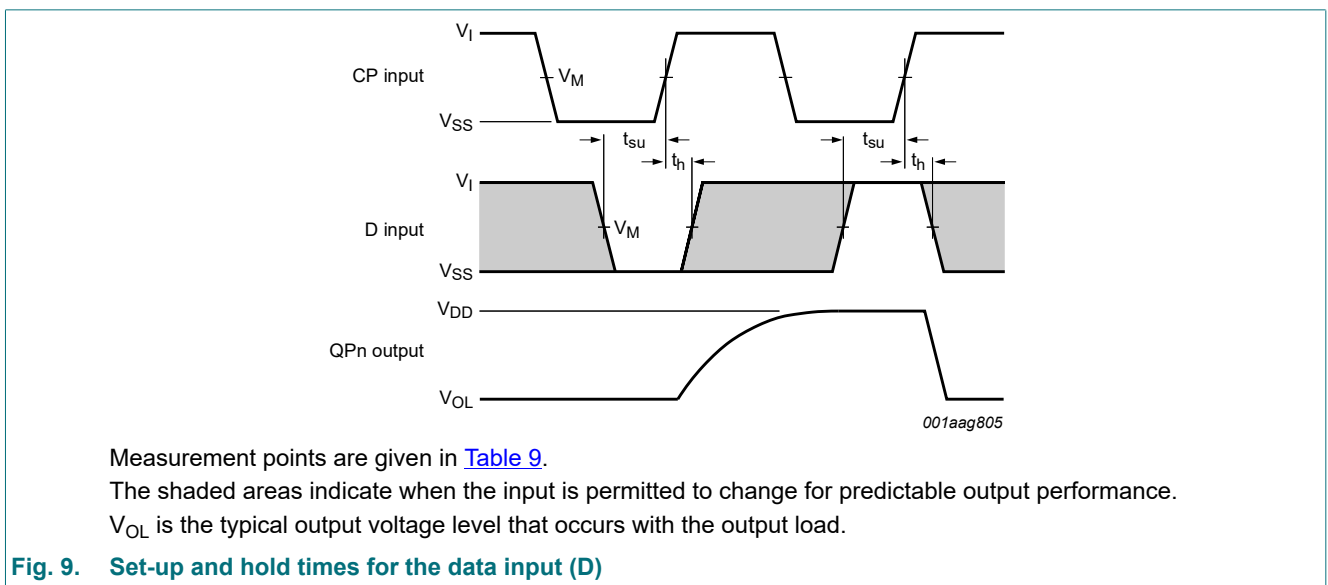 V_I
CP input
V_M
V_SS
t_su
t_su
t_h
t_h
V_I
D input
V_M
V_SS
V_DD
QPn output
V_OL
001aag805
Measurement points are given in Table 9.
The shaded areas indicate when the input is permitted to change for predictable output performance.
V_OL is the typical output voltage level that occurs with the output load.
Fig. 9. Set-up and hold times for the data input (D)